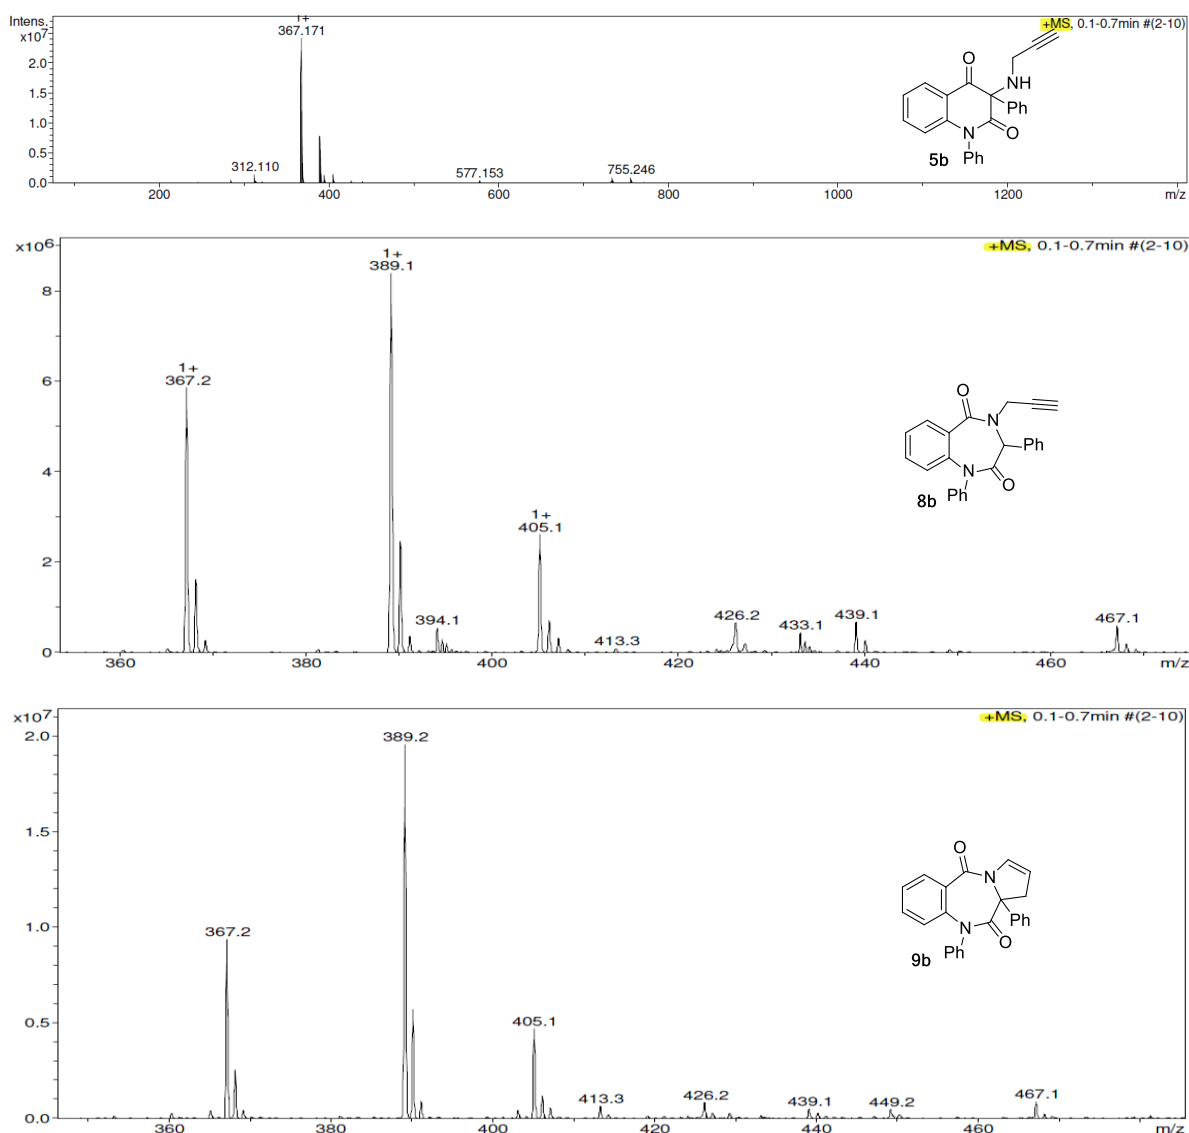 Intens.
x10⁷
1+
367.171
+MS, 0.1-0.7min #(2-10)
2.0
1.5
1.0
0.5
0.0
312.110
577.153
755.246
200
400
600
800
1000
1200
m/z
O
NH
Ph
N
O
Ph
5b
x10⁶
+MS, 0.1-0.7min #(2-10)
1+
389.1
8
1+
367.2
6
4
1+
405.1
2
394.1
413.3
426.2
433.1
439.1
467.1
0
360
380
400
420
440
460
m/z
O
N
Ph
N
O
Ph
8b
x10⁷
+MS, 0.1-0.7min #(2-10)
389.2
2.0
1.5
1.0
367.2
0.5
405.1
413.3
426.2
439.1
449.2
467.1
0.0
360
380
400
420
440
460
m/z
O
N
Ph
N
O
Ph
9b